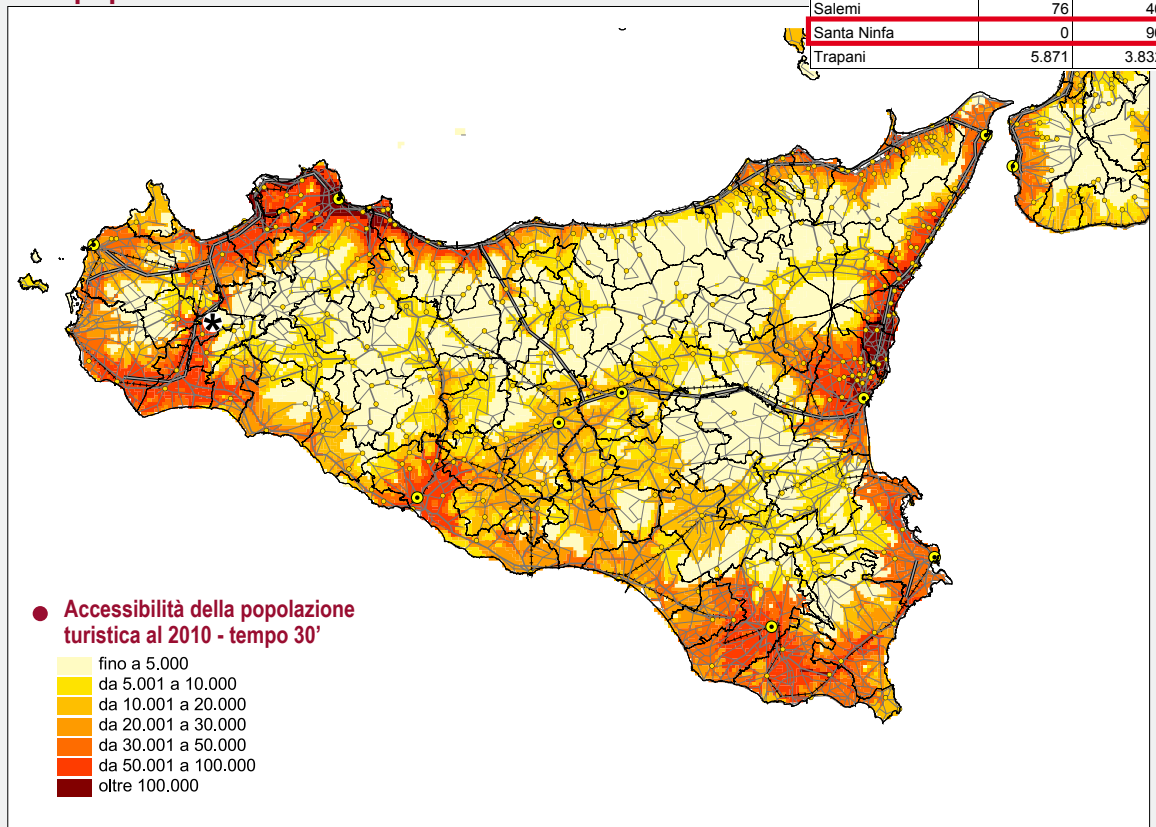 Salemi 76
Santa Ninfa 0
Trapani 5.871
*
Accessibilità della popolazione
turistica al 2010 - tempo 30’
fino a 5.000
da 5.001 a 10.000
da 10.001 a 20.000
da 20.001 a 30.000
da 30.001 a 50.000
da 50.001 a 100.000
oltre 100.000